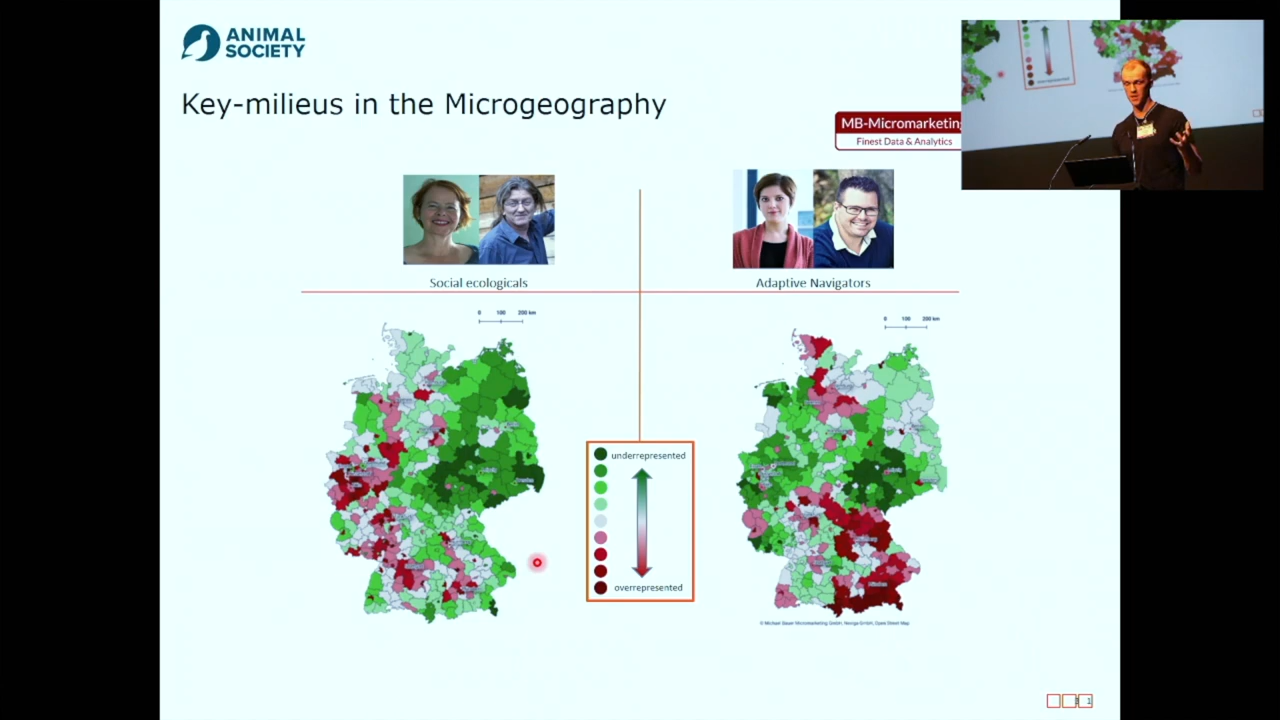 ANIMAL
SOCIETY
Key-milieus in the Microgeography
MB-Micromarketing
Finest Data & Analytics
Social ecologicals
Adaptive Navigators
0 100 200 km
0 100 200 km
underrepresented
overrepresented
© Michael Bauer Micromarketing GmbH, Nexiga GmbH, Open Street Map
1